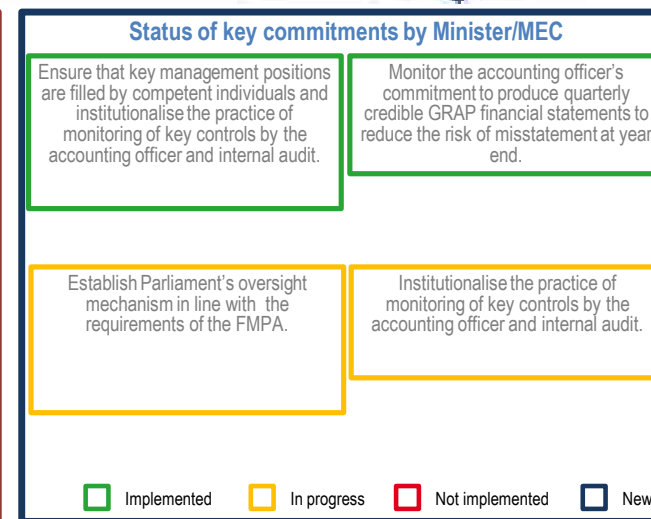 Status of key commitments by Minister/MEC
Ensure that key management positions
are filled by competent individuals and
institutionalise the practice of
monitoring of key controls by the
accounting officer and internal audit.
Monitor the accounting officer's
commitment to produce quarterly
credible GRAP financial statements to
reduce the risk of misstatement at year
end.
Establish Parliament's oversight
mechanism in line with the
requirements of the FMPA.
Institutionalise the practice of
monitoring of key controls by the
accounting officer and internal audit.
Implemented
In progress
Not implemented
New